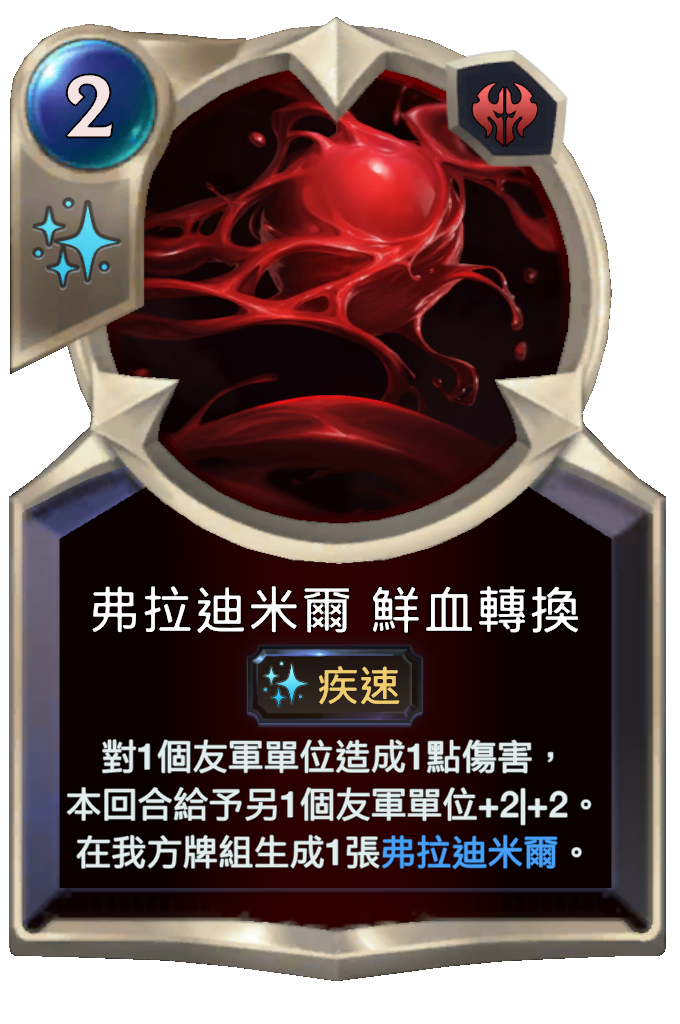 2
弗拉迪米爾 鮮血轉換
疾速
對1個友軍單位造成1點傷害，
本回合給予另1個友軍單位+2|+2。
在我方牌組生成1張弗拉迪米爾。